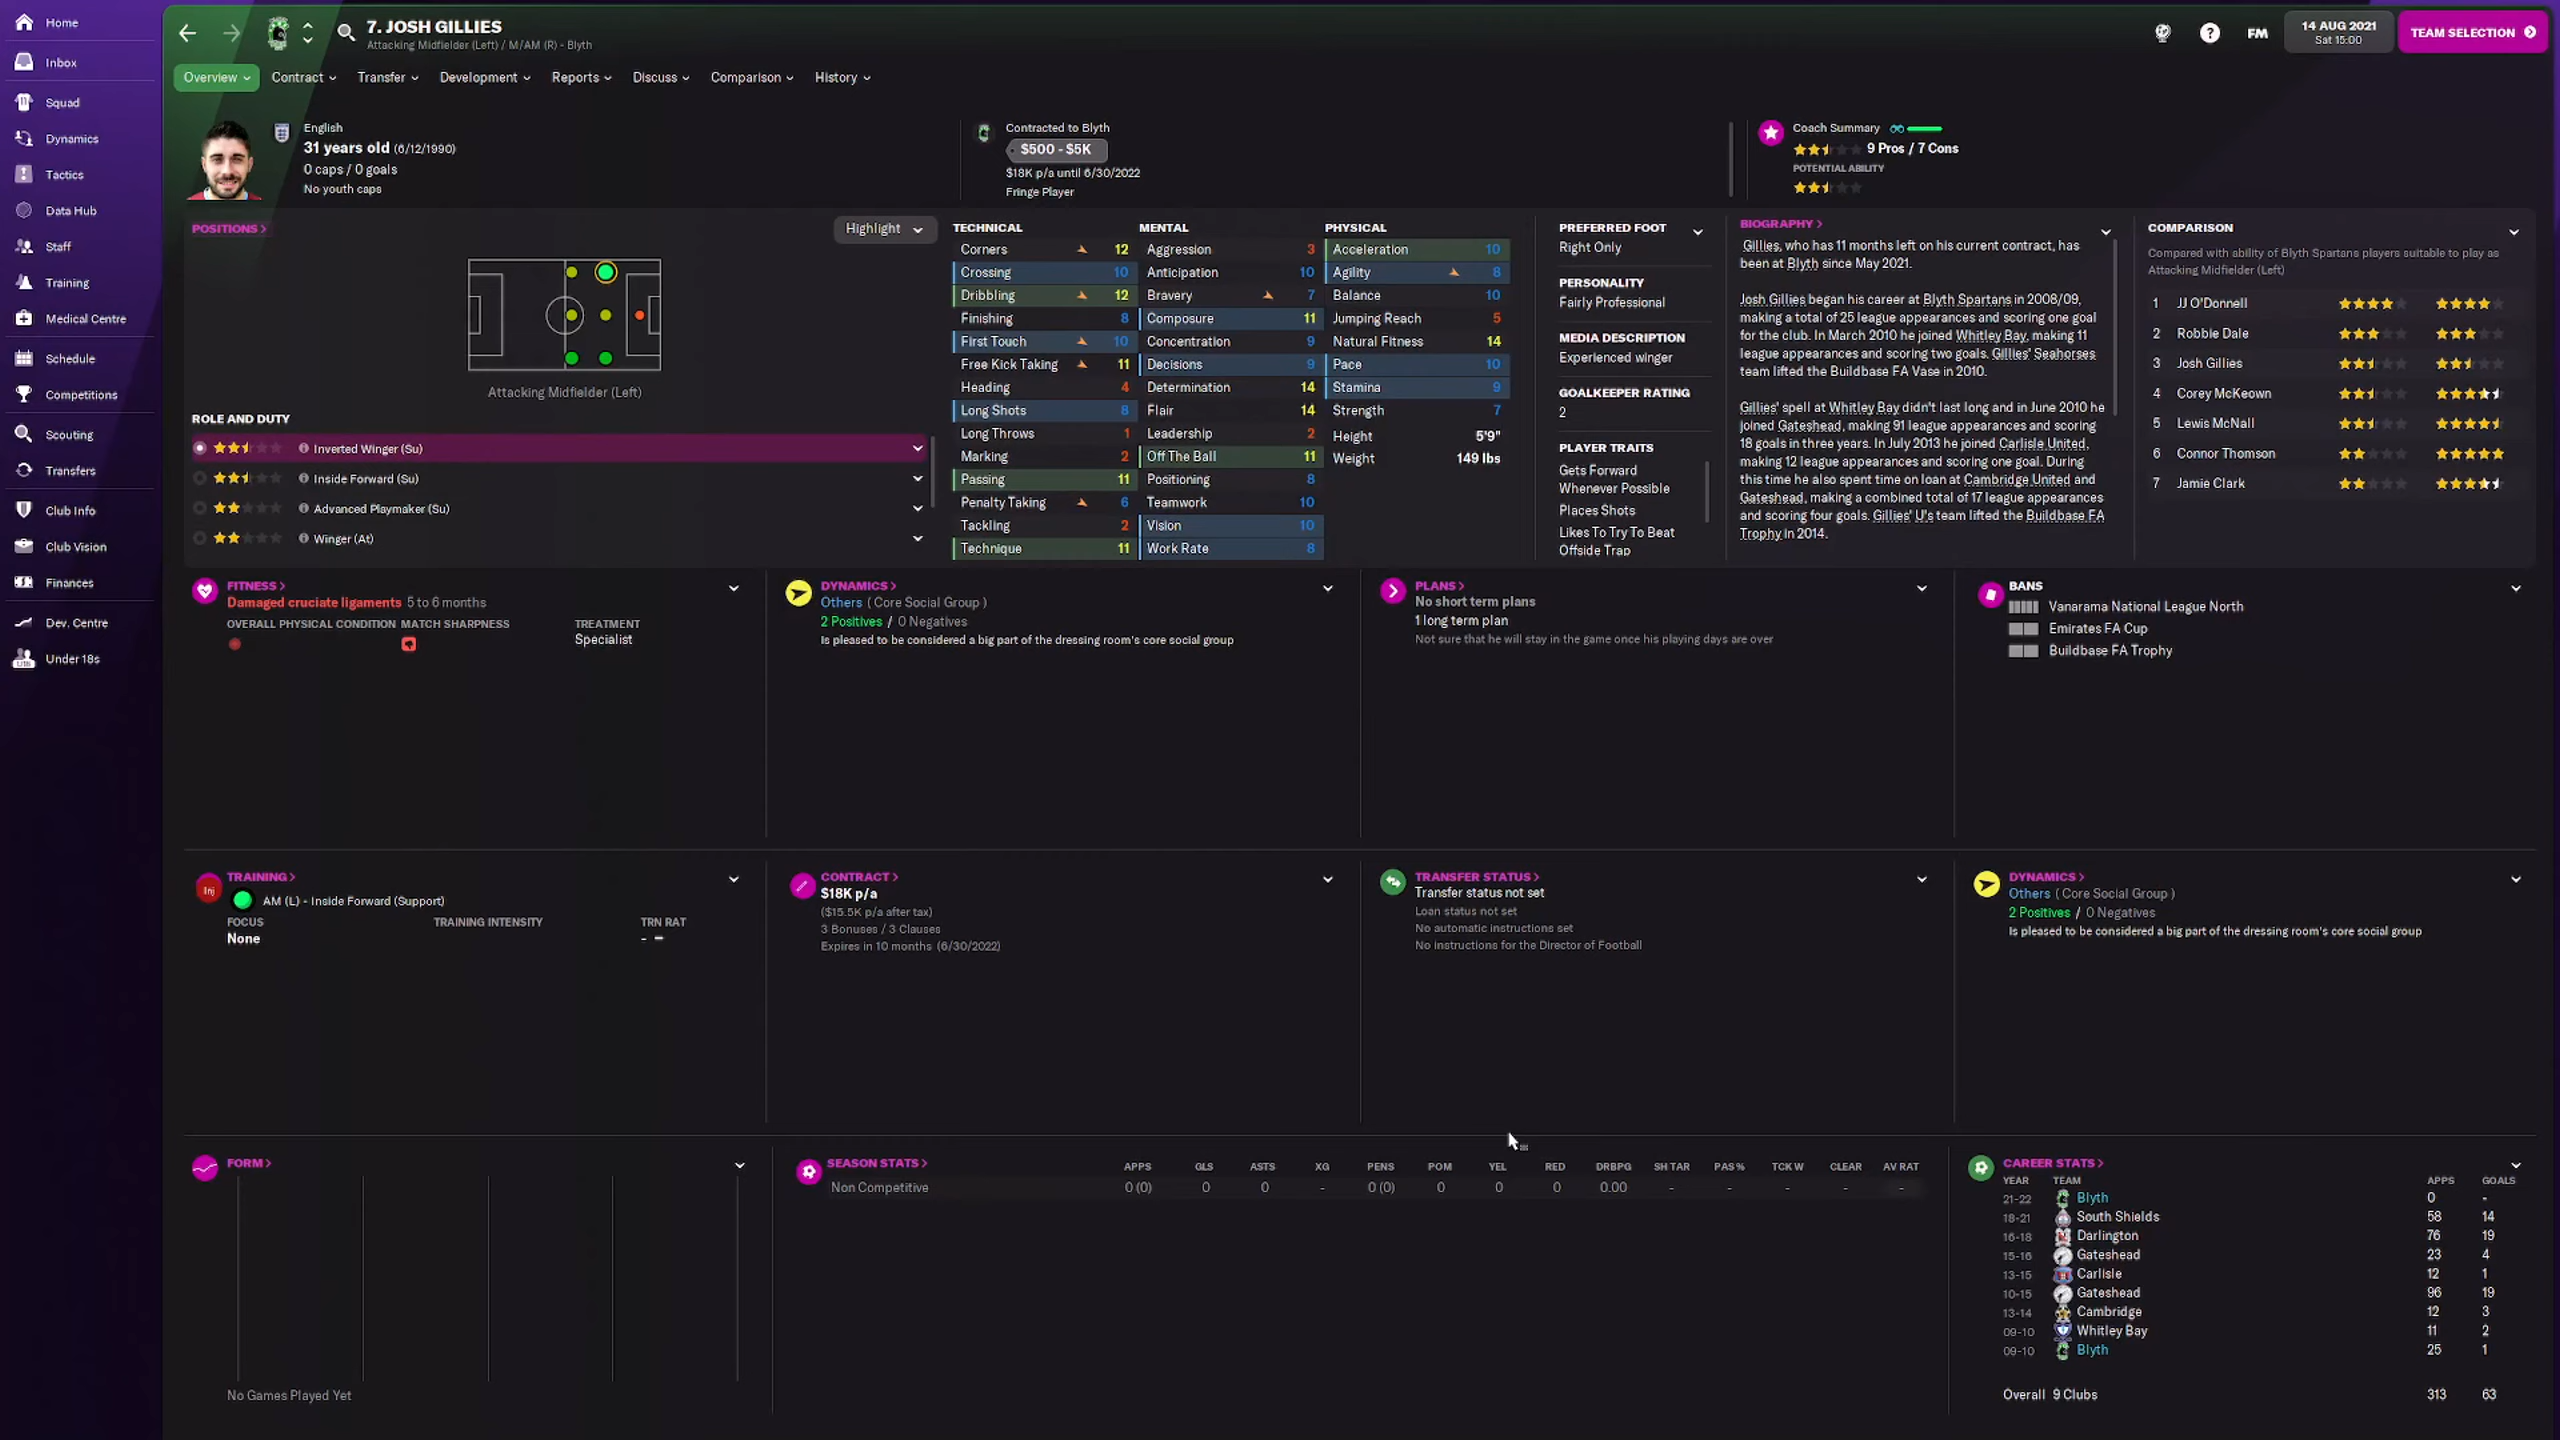 Home
Inbox
Squad
Dynamics
Tactics
Data Hub
Staff
Training
Medical Centre
Schedule
Competitions
Scouting
Transfers
Club Info
Club Vision
Finances
Dev. Centre
Under 18s
7. JOSH GILLIES
Attacking Midfielder (Left) / M/AM (R) - Blyth
FM
14 AUG 2021
Sat 15:00
TEAM SELECTION
Overview Contract Transfer Development Reports Discuss Comparison History
English
31 years old (6/12/1990)
0 caps / 0 goals
No youth caps
Contracted to Blyth
$500 - $5K
$18K p/a until 6/30/2022
Fringe Player
Coach Summary
9 Pros / 7 Cons
POTENTIAL ABILITY
POSITIONS >
Highlight
Attacking Midfielder (Left)
ROLE AND DUTY
Inverted Winger (Su)
Inside Forward (Su)
Advanced Playmaker (Su)
Winger (At)
TECHNICAL
Corners 12
Crossing 10
Dribbling 12
Finishing 8
First Touch 10
Free Kick Taking 11
Heading 4
Long Shots 8
Long Throws 1
Marking 2
Passing 11
Penalty Taking 6
Tackling 2
Technique 11
MENTAL
Aggression 3
Anticipation 10
Bravery 7
Composure 11
Concentration 9
Decisions 9
Determination 14
Flair 14
Leadership 2
Off The Ball 11
Positioning 8
Teamwork 10
Vision 10
Work Rate 8
PHYSICAL
Acceleration 10
Agility 8
Balance 10
Jumping Reach 5
Natural Fitness 14
Pace 10
Stamina 9
Strength 7
Height 5'9"
Weight 149 lbs
PREFERRED FOOT
Right Only
PERSONALITY
Fairly Professional
MEDIA DESCRIPTION
Experienced winger
GOALKEEPER RATING
2
PLAYER TRAITS
Gets Forward
Whenever Possible
Places Shots
Likes To Try To Beat
Offside Trap
BIOGRAPHY >
Gillies, who has 11 months left on his current contract, has
been at Blyth since May 2021.
Josh Gillies began his career at Blyth Spartans in 2008/09,
making a total of 25 league appearances and scoring one goal
for the club. In March 2010 he joined Whitley Bay, making 11
league appearances and scoring two goals. Gillies' Seahorses
team lifted the Buildbase FA Vase in 2010.
Gillies' spell at Whitley Bay didn't last long and in June 2010 he
joined Gateshead, making 91 league appearances and scoring
18 goals in three years. In July 2013 he joined Carlisle United,
making 12 league appearances and scoring one goal. During
this time he also spent time on loan at Cambridge United and
Gateshead, making a combined total of 17 league appearances
and scoring four goals. Gillies' U's team lifted the Buildbase FA
Trophy in 2014.
COMPARISON
Compared with ability of Blyth Spartans players suitable to play as
Attacking Midfielder (Left)
1 JJ O'Donnell
2 Robbie Dale
3 Josh Gillies
4 Corey McKeown
5 Lewis McNall
6 Connor Thomson
7 Jamie Clark
FITNESS >
Damaged cruciate ligaments 5 to 6 months
OVERALL PHYSICAL CONDITION MATCH SHARPNESS TREATMENT
Specialist
DYNAMICS >
Others ( Core Social Group )
2 Positives / 0 Negatives
Is pleased to be considered a big part of the dressing room's core social group
PLANS >
No short term plans
1 long term plan
Not sure that he will stay in the game once his playing days are over
BANS
Vanarama National League North
Emirates FA Cup
Buildbase FA Trophy
Inj
TRAINING >
AM (L) - Inside Forward (Support)
FOCUS TRAINING INTENSITY TRN RAT
None - -
CONTRACT >
$18K p/a
($15.5K p/a after tax)
3 Bonuses / 3 Clauses
Expires in 10 months (6/30/2022)
TRANSFER STATUS >
Transfer status not set
Loan status not set
No automatic instructions set
No instructions for the Director of Football
DYNAMICS >
Others ( Core Social Group )
2 Positives / 0 Negatives
Is pleased to be considered a big part of the dressing room's core social group
FORM >
No Games Played Yet
SEASON STATS > APPS GLS ASTS XG PENS POM YEL RED DRBPG SH TAR PAS % TCK W CLEAR AV RAT
Non Competitive 0 (0) 0 0 - 0 (0) 0 0 0 0.00 - - - - -
CAREER STATS >
YEAR TEAM APPS GOALS
21-22 Blyth 0 -
18-21 South Shields 58 14
16-18 Darlington 76 19
15-16 Gateshead 23 4
13-15 Carlisle 12 1
10-15 Gateshead 96 19
13-14 Cambridge 12 3
09-10 Whitley Bay 11 2
09-10 Blyth 25 1
Overall 9 Clubs 313 63